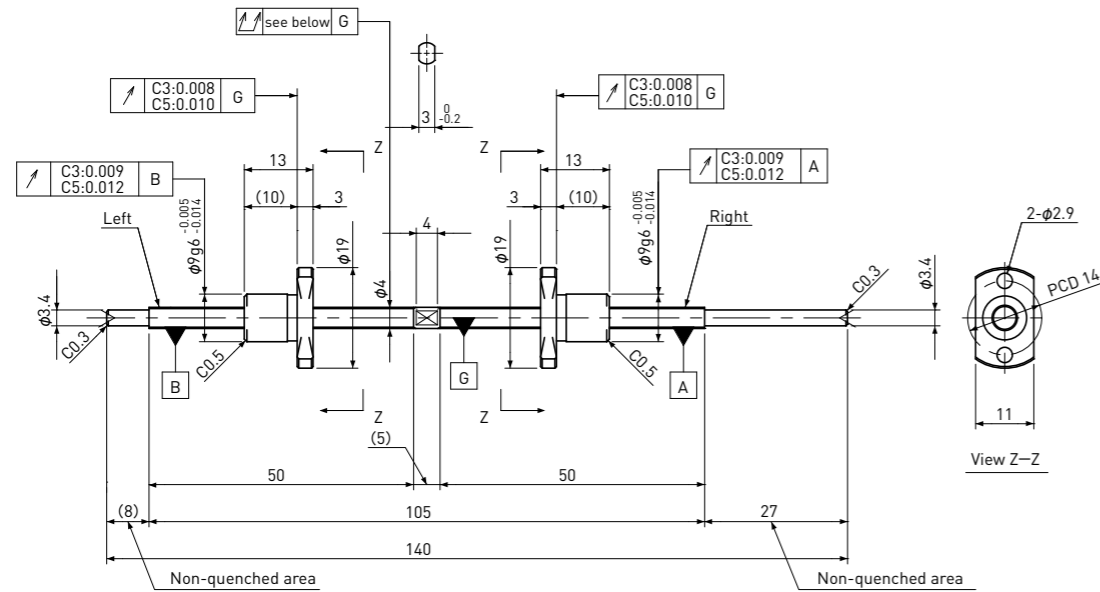 see below G
C3:0.008
C5:0.010 G
C3:0.008
C5:0.010 G
3 0 -0.2
Z
Z
13
13
C3:0.009
C5:0.012 B
C3:0.009
C5:0.012 A
(10) 3
3 (10)
Left
Right
φ9g6 -0.005 -0.014
φ9g6 -0.005 -0.014
4
2-φ2.9
φ19
φ19
φ4
φ3.4
φ3.4
C0.3
C0.3
PCD 14
C0.5
C0.5
B
G
A
Z
Z
11
(5)
View Z–Z
50
50
(8)
105
27
140
Non-quenched area
Non-quenched area